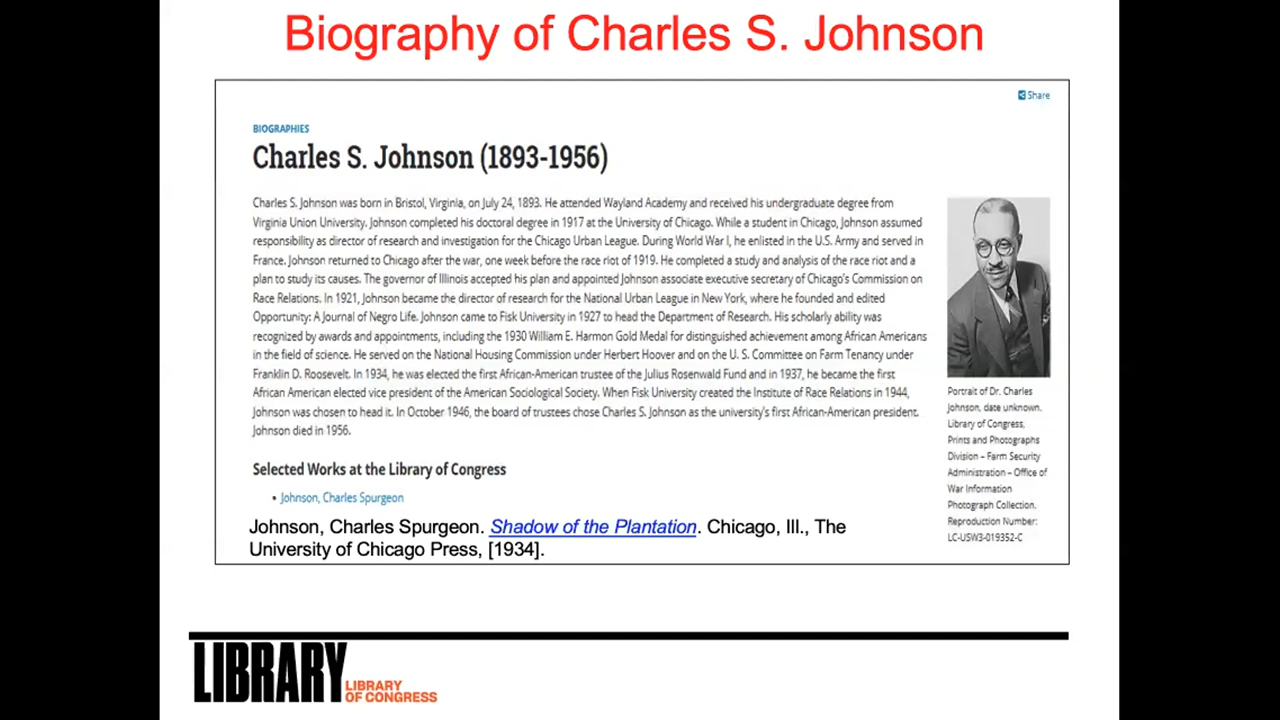 Biography of Charles S. Johnson
Share
BIOGRAPHIES
Charles S. Johnson (1893-1956)
Charles S. Johnson was born in Bristol, Virginia, on July 24, 1893. He attended Wayland Academy and received his undergraduate degree from
Virginia Union University. Johnson completed his doctoral degree in 1917 at the University of Chicago. While a student in Chicago, Johnson assumed
responsibility as director of research and investigation for the Chicago Urban League. During World War I, he enlisted in the U.S. Army and served in
France. Johnson returned to Chicago after the war, one week before the race riot of 1919. He completed a study and analysis of the race riot and a
plan to study its causes. The governor of Illinois accepted his plan and appointed Johnson associate executive secretary of Chicago's Commission on
Race Relations. In 1921, Johnson became the director of research for the National Urban League in New York, where he founded and edited
Opportunity: A Journal of Negro Life. Johnson came to Fisk University in 1927 to head the Department of Research. His scholarly ability was
recognized by awards and appointments, including the 1930 William E. Harmon Gold Medal for distinguished achievement among African Americans
in the field of science. He served on the National Housing Commission under Herbert Hoover and on the U. S. Committee on Farm Tenancy under
Franklin D. Roosevelt. In 1934, he was elected the first African-American trustee of the Julius Rosenwald Fund and in 1937, he became the first
African American elected vice president of the American Sociological Society. When Fisk University created the Institute of Race Relations in 1944,
Johnson was chosen to head it. In October 1946, the board of trustees chose Charles S. Johnson as the university's first African-American president.
Johnson died in 1956.
Portrait of Dr. Charles
Johnson, date unknown.
Library of Congress,
Prints and Photographs
Division – Farm Security
Administration – Office of
War Information
Photograph Collection.
Reproduction Number:
LC-USW3-019352-C
Selected Works at the Library of Congress
• Johnson, Charles Spurgeon
Johnson, Charles Spurgeon. Shadow of the Plantation. Chicago, Ill., The
University of Chicago Press, [1934].
LIBRARY
LIBRARY
OF CONGRESS